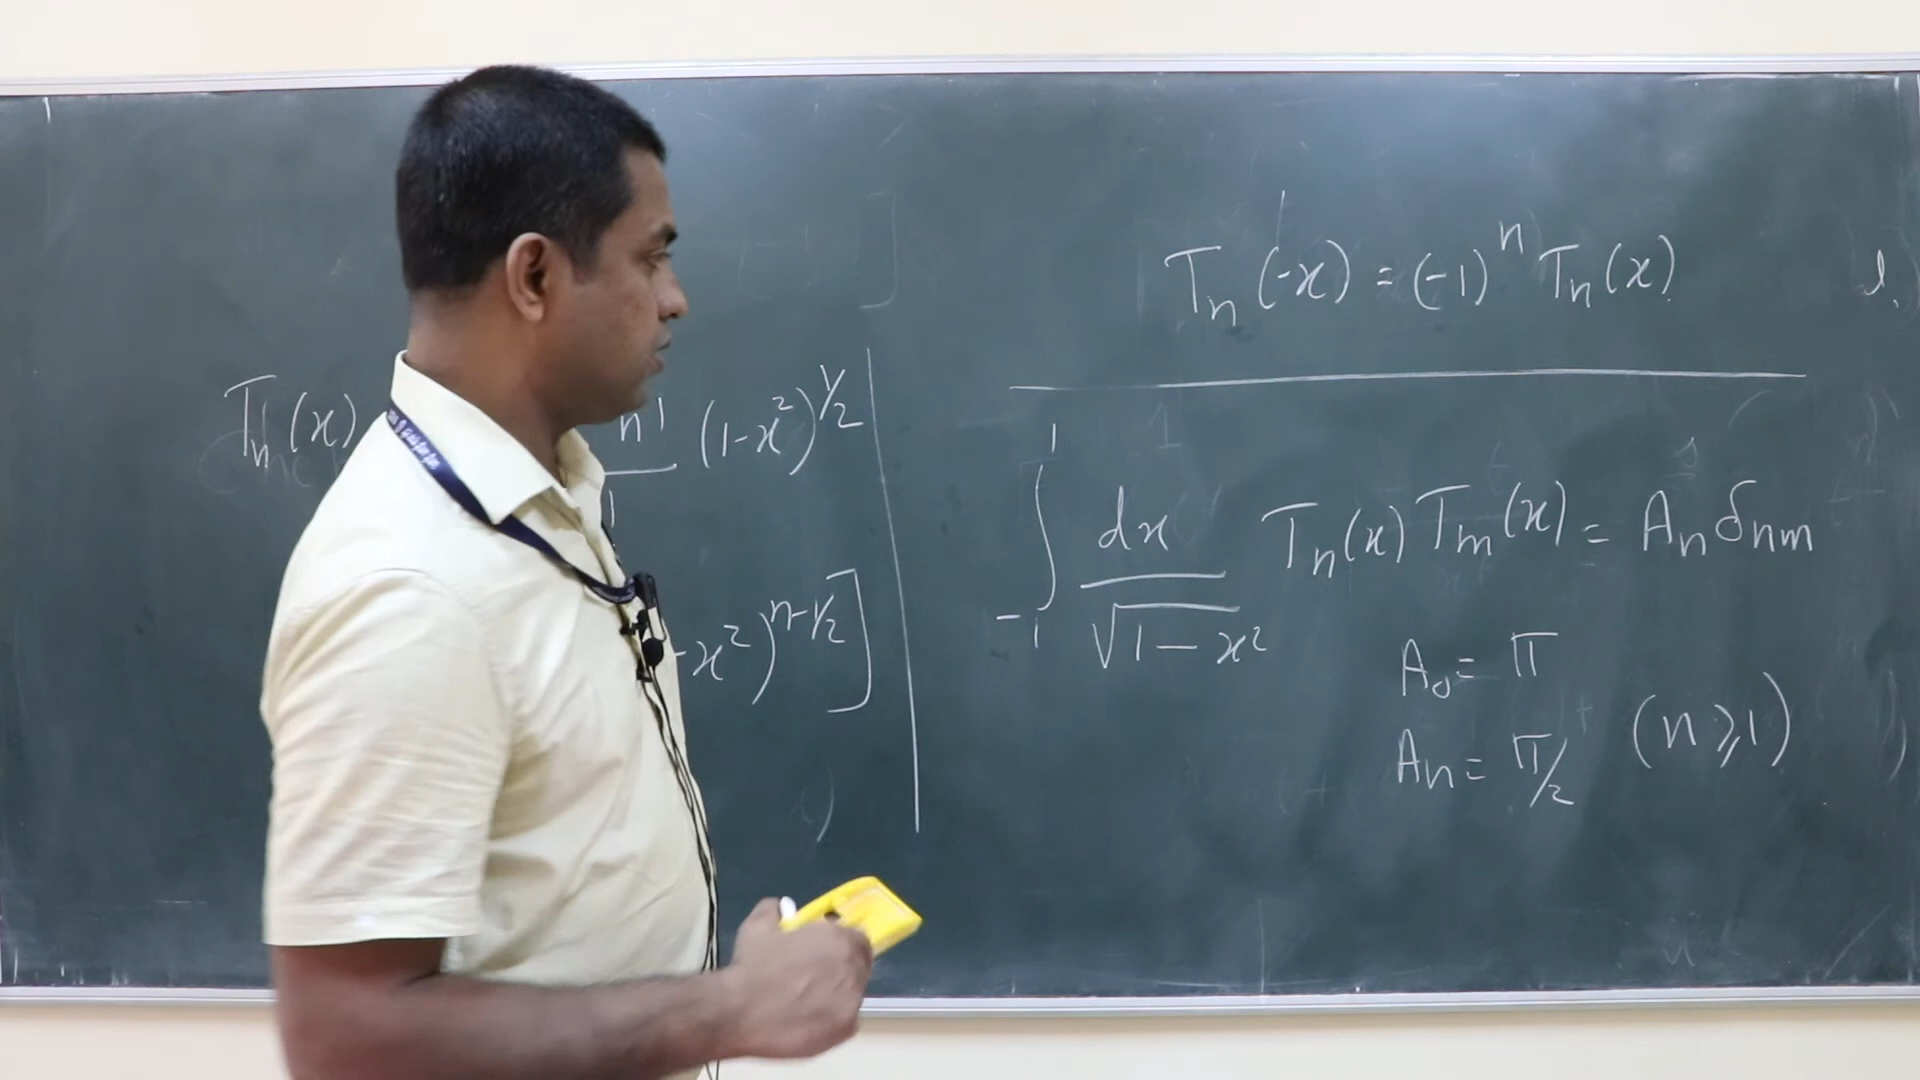 Tₙ(x) n! (1-x²)^½
-x²)^{n-½}]
Tₙ(-x) = (-1)ⁿ Tₙ(x)
∫₋₁¹ dx/√(1-x²) Tₙ(x) Tₘ(x) = Aₙ δₙₘ
A₀ = π
Aₙ = π/2 (n ⩾ 1)